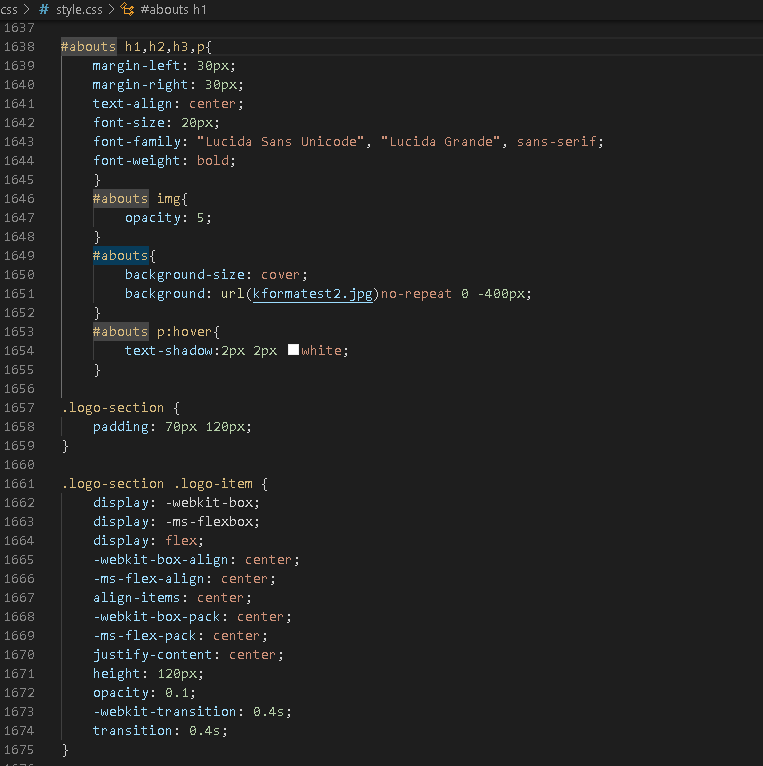 css > # style.css > #abouts h1
1637
1638 #abouts h1,h2,h3,p{
1639 margin-left: 30px;
1640 margin-right: 30px;
1641 text-align: center;
1642 font-size: 20px;
1643 font-family: "Lucida Sans Unicode", "Lucida Grande", sans-serif;
1644 font-weight: bold;
1645 }
1646 #abouts img{
1647 opacity: 5;
1648 }
1649 #abouts{
1650 background-size: cover;
1651 background: url(kformatest2.jpg)no-repeat 0 -400px;
1652 }
1653 #abouts p:hover{
1654 text-shadow:2px 2px white;
1655 }
1656
1657 .logo-section {
1658 padding: 70px 120px;
1659 }
1660
1661 .logo-section .logo-item {
1662 display: -webkit-box;
1663 display: -ms-flexbox;
1664 display: flex;
1665 -webkit-box-align: center;
1666 -ms-flex-align: center;
1667 align-items: center;
1668 -webkit-box-pack: center;
1669 -ms-flex-pack: center;
1670 justify-content: center;
1671 height: 120px;
1672 opacity: 0.1;
1673 -webkit-transition: 0.4s;
1674 transition: 0.4s;
1675 }